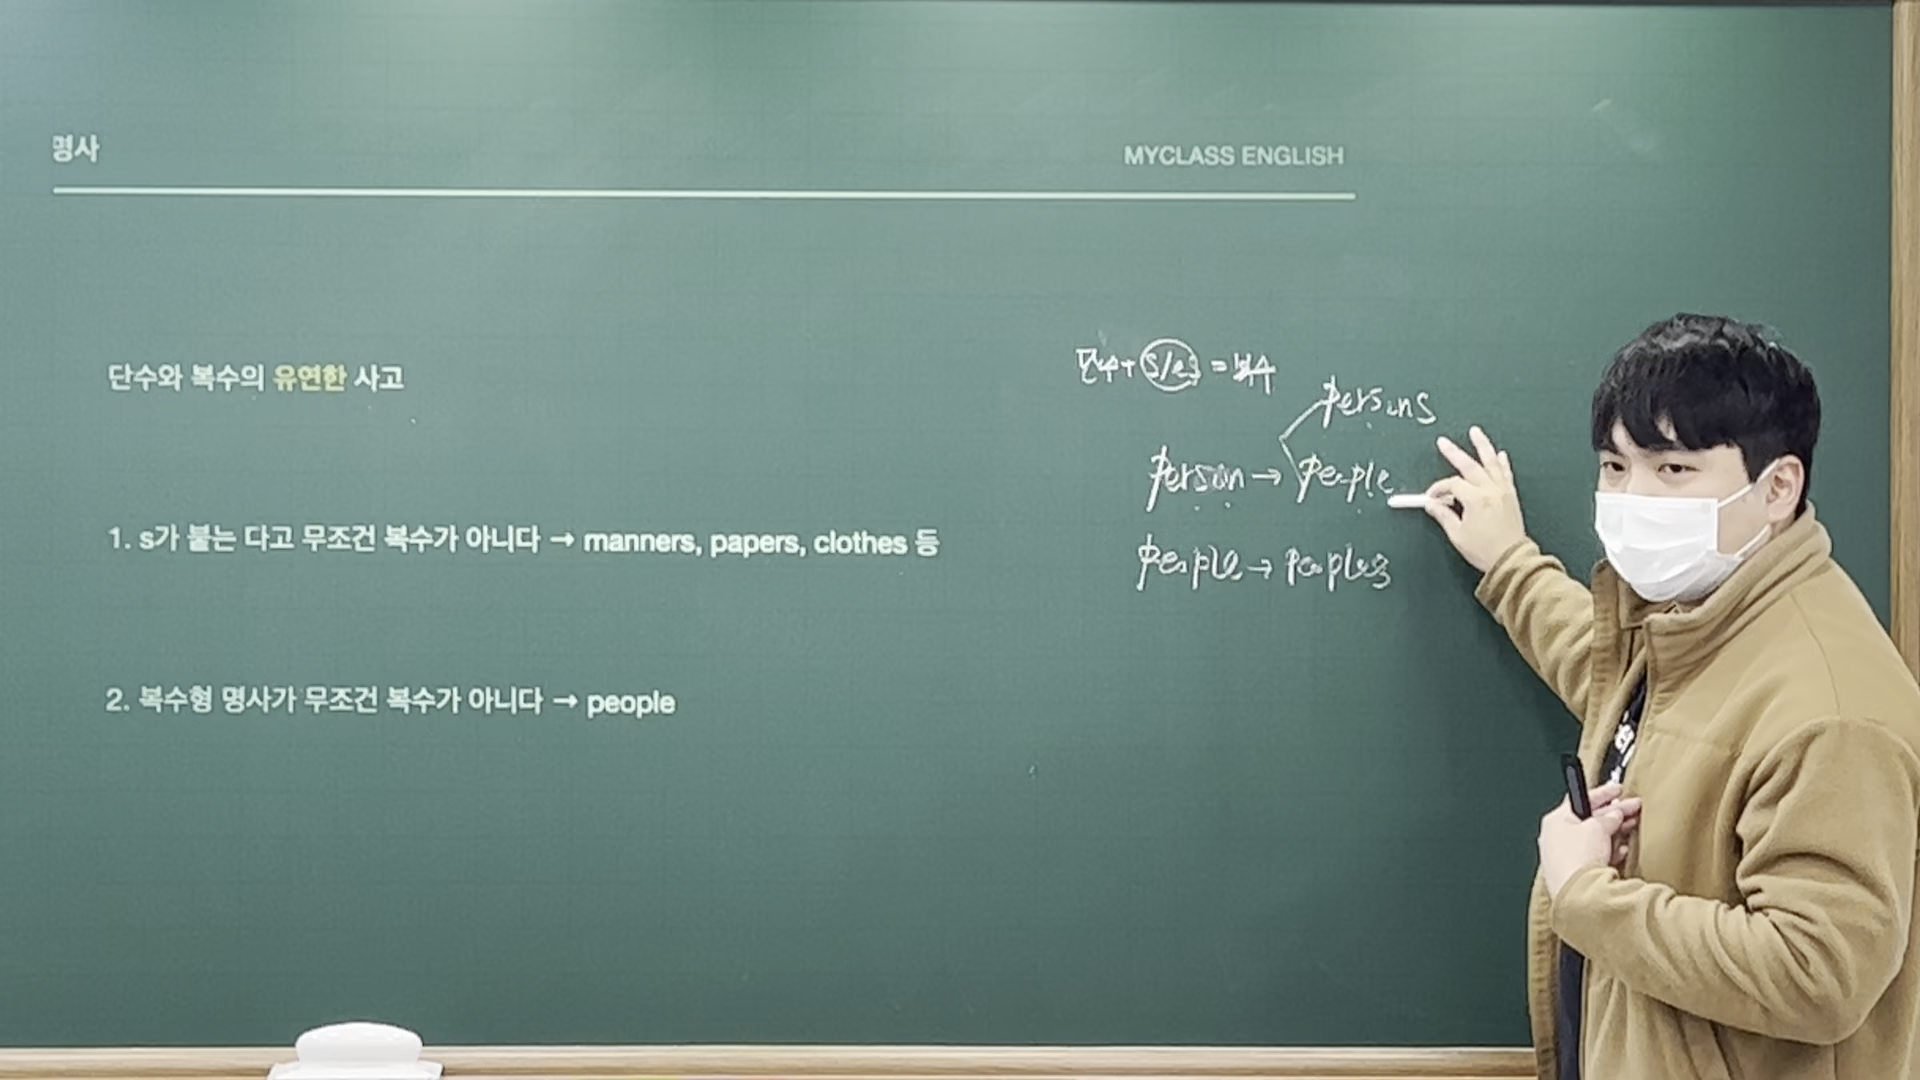 명사
MYCLASS ENGLISH
단수와 복수의 유연한 사고
1. s가 붙는 다고 무조건 복수가 아니다 → manners, papers, clothes 등
2. 복수형 명사가 무조건 복수가 아니다 → people
단수+ s/es = 복수
persons
person → people
people → peoples